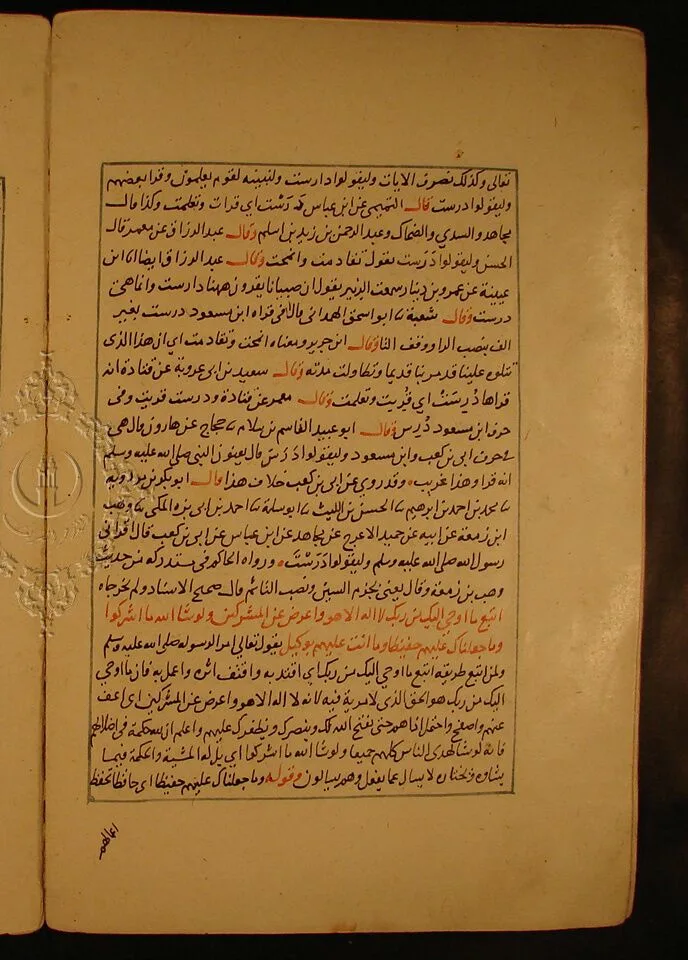 تعالى وكذلك نصرف الايات وليقولوا دارست ولنبينه لقوم يعلمون وقرا بعضهم
وليقولوا درست قال التميمي عن ابن عباس درست اي قرات وتعلمت وكذا قال
مجاهد والسدي والضحاك وعبد الرحمن بن زيد بن اسلم وقال عبد الرزاق عن معمر قال
الحسن وليقولوا درست يقول تقادمت وانمحت وقال عبد الرزاق ايضا انا ابن
عيينة عن عمرو بن دينار سمعت ابن الزبير يقول ان صبيانا يقرون ههنا دارست وانما هي
درست وقال شعبة ثنا ابو اسحق الهمداني قال في قراه ابن مسعود درست بغير
الف بنصب الرا ووقف التا وقال ابن جرير ومعناه انمحت وتقادمت اي ان هذا الذي
تتلوه علينا قد مر بنا قديما وتطاولت مدته وقال سعيد بن ابي عروبة عن قتادة انه
قراها درست اي قريت وتعلمت وقال معمر عن قتادة درست قريت وفي
حرف ابن مسعود درس وقال ابو عبيد القاسم بن سلام ثنا حجاج عن هارون قال هي
في حرف ابي بن كعب وابن مسعود وليقولوا درس قال يعنون النبي صلى الله عليه وسلم
انه قرا وهذا غريب وقد روي عن ابي بن كعب خلاف هذا قال ابو بكر بن مردويه
ثنا محمد بن احمد بن ابرهيم ثنا الحسن بن الليث ثنا ابو سلمة ثنا احمد بن ابي بزه المكي ثنا وهب
ابن زمعة عن ابيه عن حميد الاعرج عن مجاهد عن ابن عباس عن ابي بن كعب قال اقراني
رسول الله صلى الله عليه وسلم وليقولوا درست ورواه الحاكم في مستدركه من حديث
وهب بن زمعة وقال يعني بجزم السين ونصب التا ثم قال صحيح الاسناد ولم يخرجاه
اتبع ما اوحي اليك من ربك لا اله الا هو واعرض عن المشركين ولو شا الله ما اشركوا
وما جعلناك عليهم حفيظا وما انت عليهم بوكيل يقول تعالى امرا لرسوله صلى الله عليه وسلم
ولمن اتبع طريقه اتبع ما اوحي اليك من ربك اي اقتد به واقتف اثره واعمل به فان ما اوحي
اليك من ربك هو الحق الذي لا مرية فيه لانه لا اله الا هو واعرض عن المشركين اي اعف
عنهم واصفح واحتمل اذاهم حتى يفتح الله لك وينصرك ويظفرك عليهم واعلم ان لله حكمة في اضلالهم
فانه لو شا لهدى الناس كلهم جميعا ولو شا الله ما اشركوا اي بل له المشية والحكمة فيما
يشاوه ويختاره لا يسال عما يفعل وهم يسالون وقوله وما جعلناك عليهم حفيظا اي حافظا تحفظ
اعمالهم